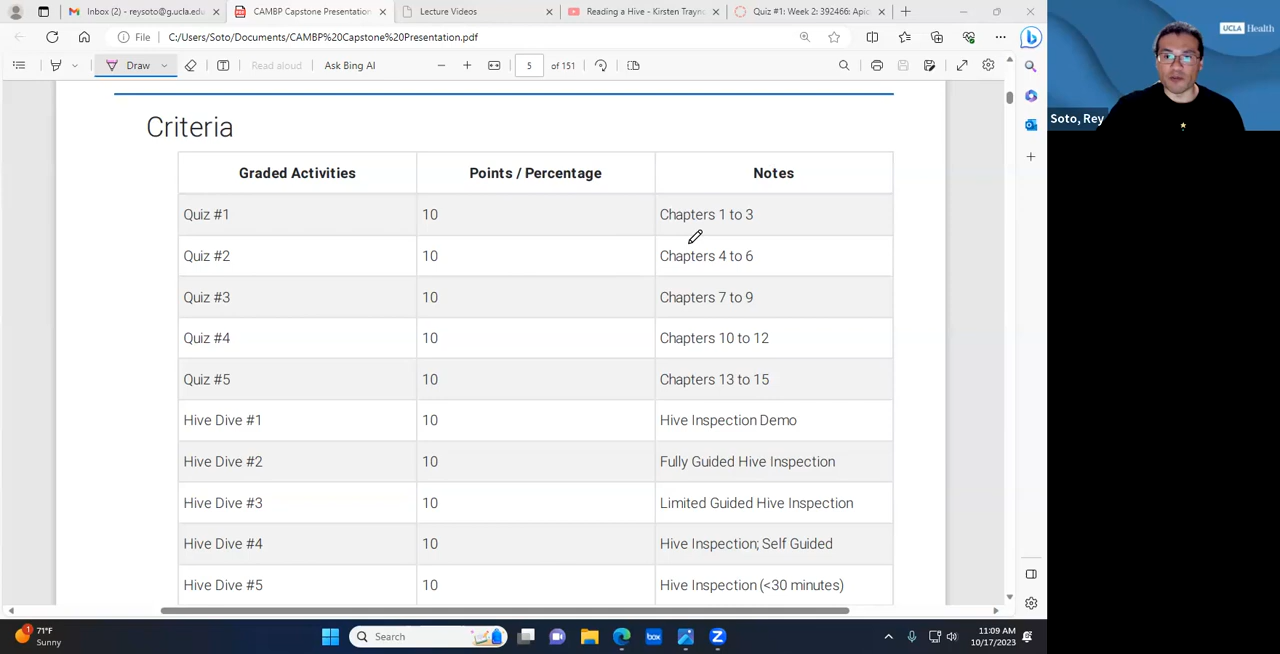 Inbox (2) - reysoto@g.ucla.edu
CAMBP Capstone Presentation
Lecture Videos
Reading a Hive - Kirsten Trayn
Quiz #1: Week 2: 392466: Apic
File
C:/Users/Soto/Documents/CAMBP%20Capstone%20Presentation.pdf
Draw
Read aloud
Ask Bing AI
5 of 151
UCLA Health
Soto, Rey
Criteria
Graded Activities Points / Percentage Notes
Quiz #1 10 Chapters 1 to 3
Quiz #2 10 Chapters 4 to 6
Quiz #3 10 Chapters 7 to 9
Quiz #4 10 Chapters 10 to 12
Quiz #5 10 Chapters 13 to 15
Hive Dive #1 10 Hive Inspection Demo
Hive Dive #2 10 Fully Guided Hive Inspection
Hive Dive #3 10 Limited Guided Hive Inspection
Hive Dive #4 10 Hive Inspection; Self Guided
Hive Dive #5 10 Hive Inspection (<30 minutes)
1
71°F
Sunny
Search
box
11:09 AM
10/17/2023